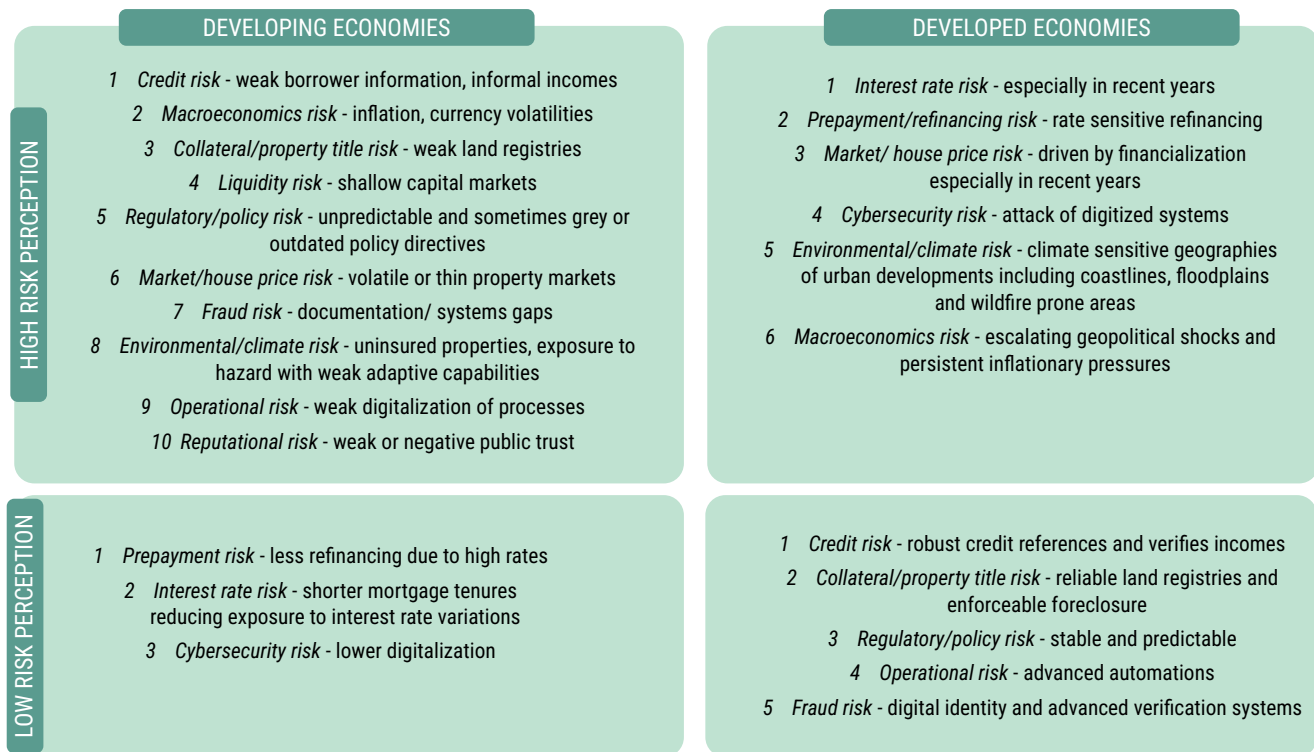 DEVELOPING ECONOMIES
HIGH RISK PERCEPTION
1 Credit risk - weak borrower information, informal incomes
2 Macroeconomics risk - inflation, currency volatilities
3 Collateral/property title risk - weak land registries
4 Liquidity risk - shallow capital markets
5 Regulatory/policy risk - unpredictable and sometimes grey or
outdated policy directives
6 Market/house price risk - volatile or thin property markets
7 Fraud risk - documentation/ systems gaps
8 Environmental/climate risk - uninsured properties, exposure to
hazard with weak adaptive capabilities
9 Operational risk - weak digitalization of processes
10 Reputational risk - weak or negative public trust
DEVELOPED ECONOMIES
1 Interest rate risk - especially in recent years
2 Prepayment/refinancing risk - rate sensitive refinancing
3 Market/ house price risk - driven by financialization
especially in recent years
4 Cybersecurity risk - attack of digitized systems
5 Environmental/climate risk - climate sensitive geographies
of urban developments including coastlines, floodplains
and wildfire prone areas
6 Macroeconomics risk - escalating geopolitical shocks and
persistent inflationary pressures
LOW RISK PERCEPTION
1 Prepayment risk - less refinancing due to high rates
2 Interest rate risk - shorter mortgage tenures
reducing exposure to interest rate variations
3 Cybersecurity risk - lower digitalization
1 Credit risk - robust credit references and verifies incomes
2 Collateral/property title risk - reliable land registries and
enforceable foreclosure
3 Regulatory/policy risk - stable and predictable
4 Operational risk - advanced automations
5 Fraud risk - digital identity and advanced verification systems